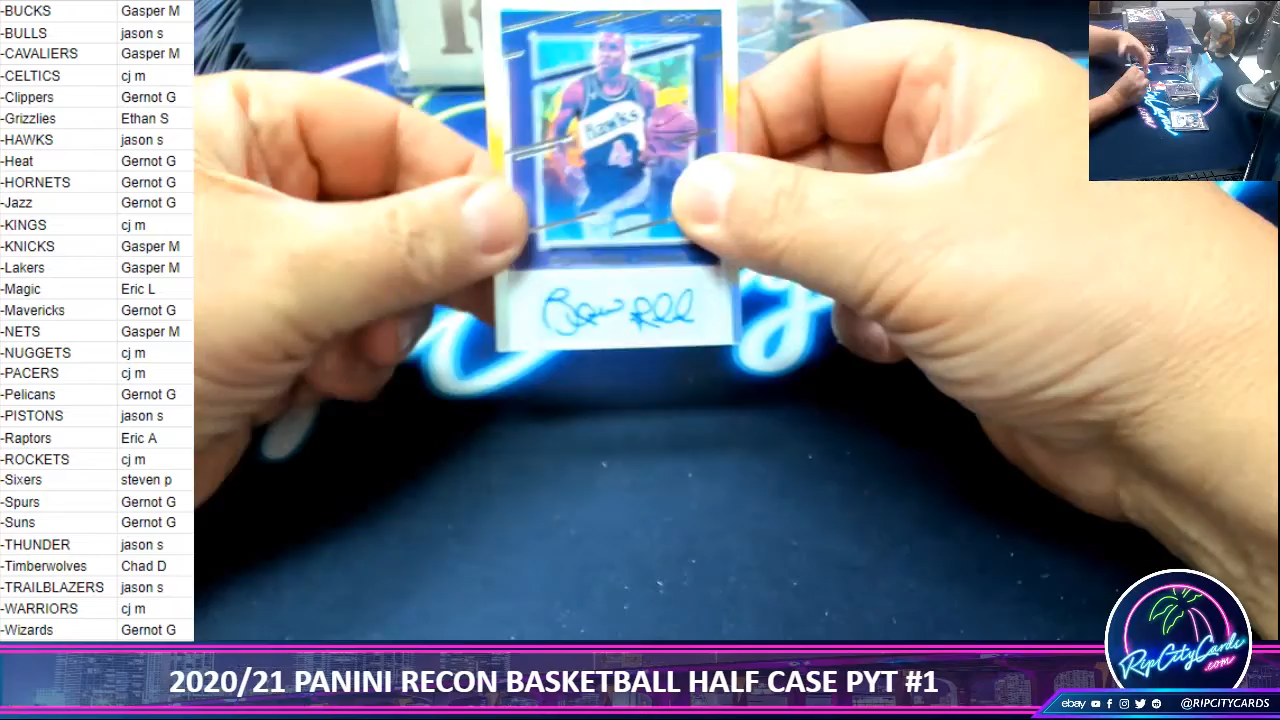 -BUCKS Gasper M
-BULLS jason s
-CAVALIERS Gasper M
-CELTICS cj m
-Clippers Gernot G
-Grizzlies Ethan S
-HAWKS jason s
-Heat Gernot G
-HORNETS Gernot G
-Jazz Gernot G
-KINGS cj m
-KNICKS Gasper M
-Lakers Gasper M
-Magic Eric L
-Mavericks Gernot G
-NETS Gasper M
-NUGGETS cj m
-PACERS cj m
-Pelicans Gernot G
-PISTONS jason s
-Raptors Eric A
-ROCKETS cj m
-Sixers steven p
-Spurs Gernot G
-Suns Gernot G
-THUNDER jason s
-Timberwolves Chad D
-TRAILBLAZERS jason s
-WARRIORS cj m
-Wizards Gernot G
hawks
4
2020/21 PANINI RECON BASKETBALL HALF CASE PYT #1
RipCityCards
.com
ebay @RIPCITYCARDS